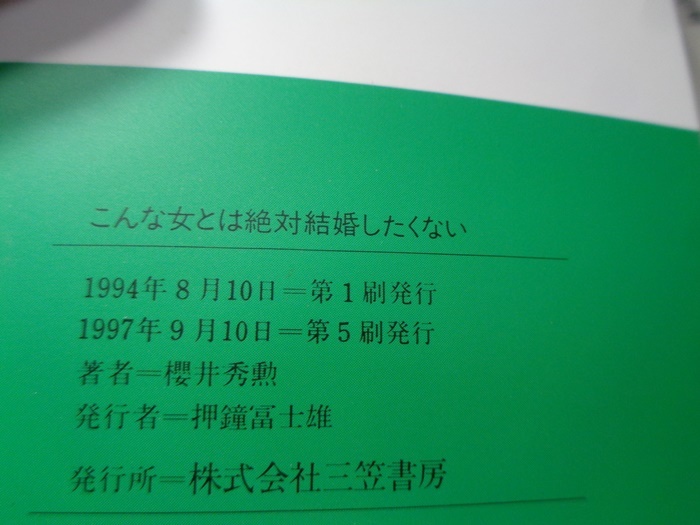 こんな女とは絶対結婚したくない
1994年8月10日＝第1刷発行
1997年9月10日＝第5刷発行
著者＝櫻井秀勲
発行者＝押鐘冨士雄
発行所＝株式会社三笠書房